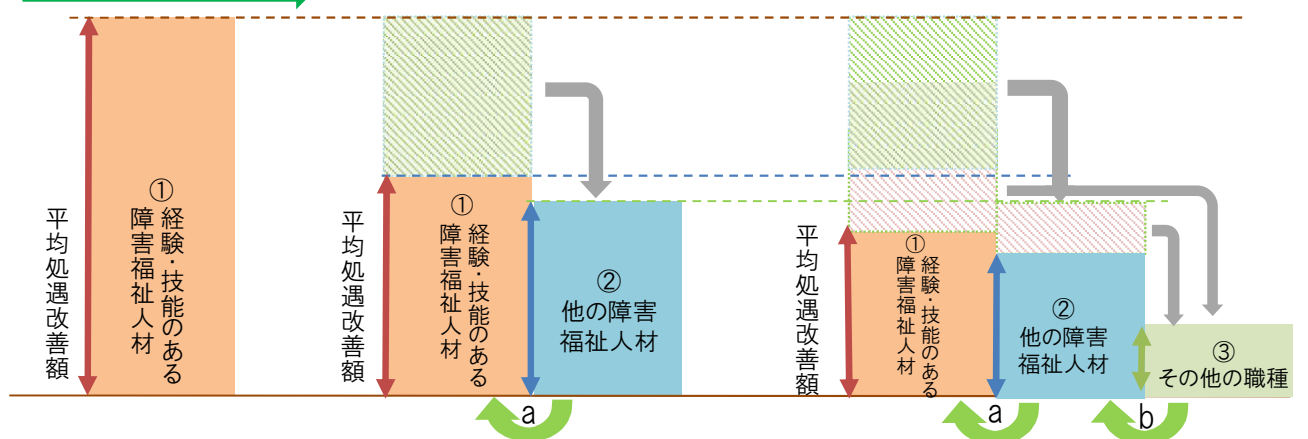 平均処遇改善額
①
経験・技能のある
障害福祉人材
平均処遇改善額
①
経験・技能のある
障害福祉人材
②
他の障害
福祉人材
a
平均処遇改善額
①
経験・技能のある
障害福祉人材
②
他の障害
福祉人材
③
その他の職種
a
b